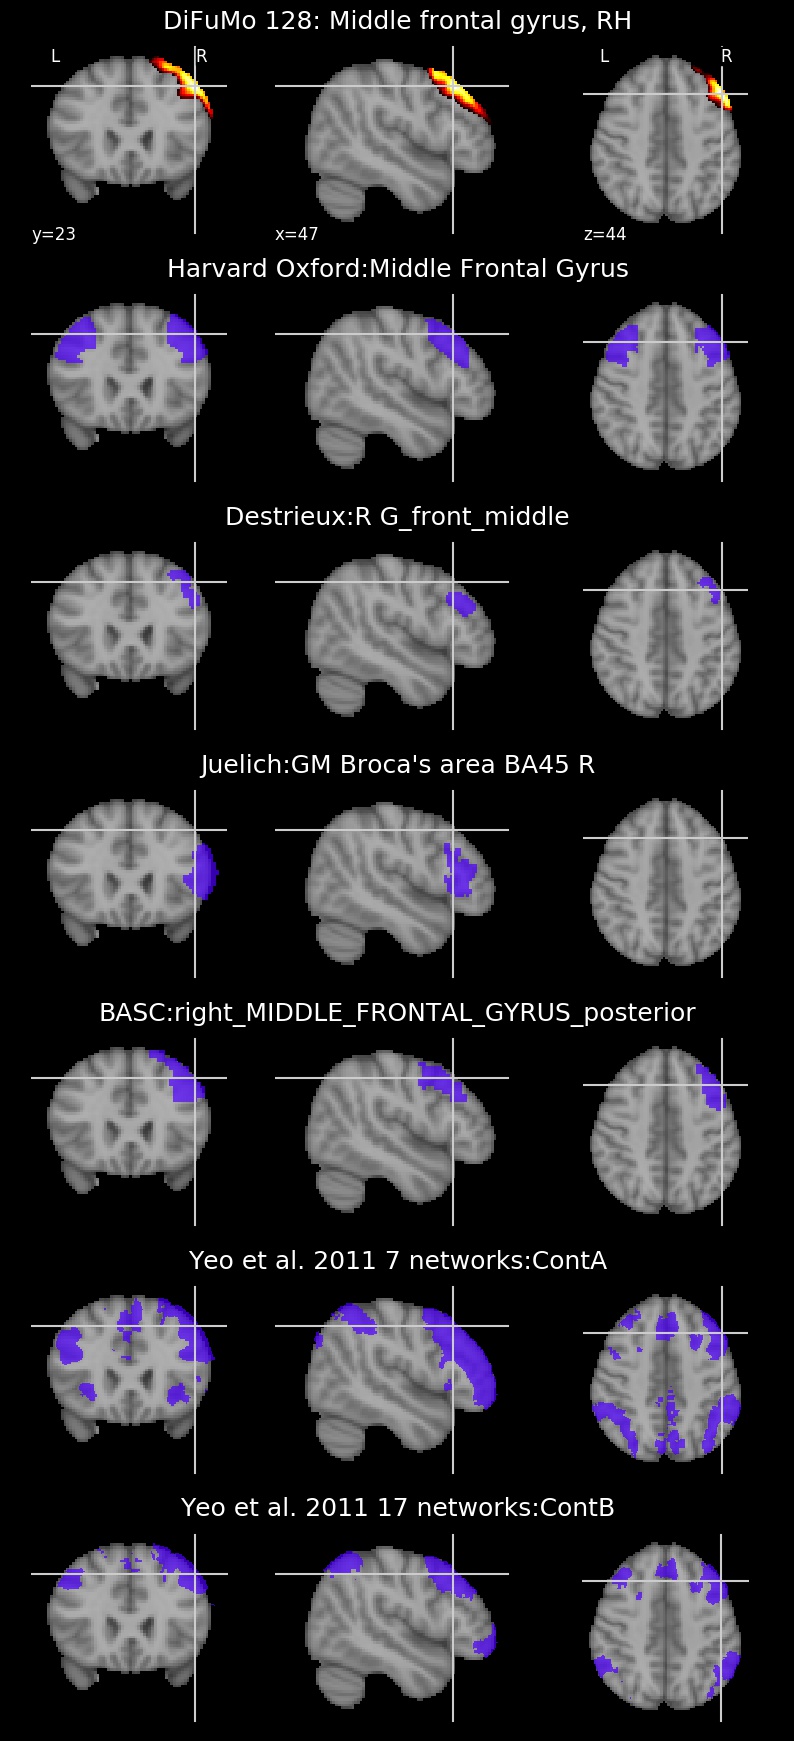 DiFuMo 128: Middle frontal gyrus, RH
L R L R
y=23 x=47 z=44
Harvard Oxford:Middle Frontal Gyrus
Destrieux:R G_front_middle
Juelich:GM Broca's area BA45 R
BASC:right_MIDDLE_FRONTAL_GYRUS_posterior
Yeo et al. 2011 7 networks:ContA
Yeo et al. 2011 17 networks:ContB